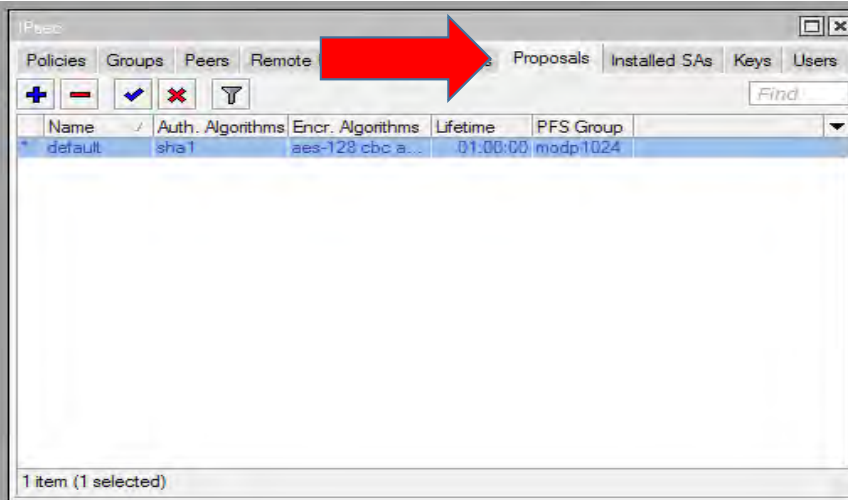 IPsec
Policies Groups Peers Remote Proposals Installed SAs Keys Users
Find
Name Auth. Algorithms Encr. Algorithms Lifetime PFS Group
* default sha1 aes-128 cbc a... 01:00:00 modp1024
1 item (1 selected)